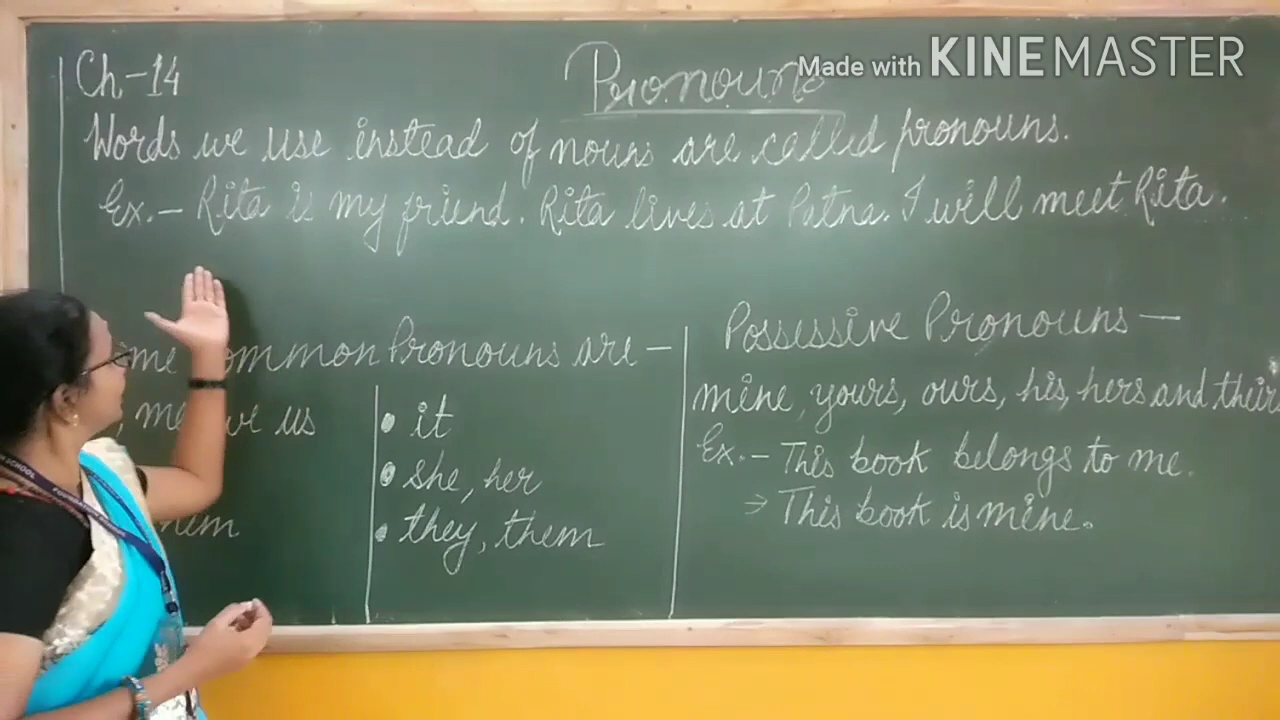 Ch-14
Pronouns
Made with KINEMASTER
Words we use instead of nouns are called pronouns.
Ex.- Rita is my friend. Rita lives at Patna. I will meet Rita.
common Pronouns are -
me we us
• it
• she, her
• they, them
Possessive Pronouns -
mine, yours, ours, his, hers and their
Ex. - This book belongs to me.
→ This book is mine.
SCHOOL